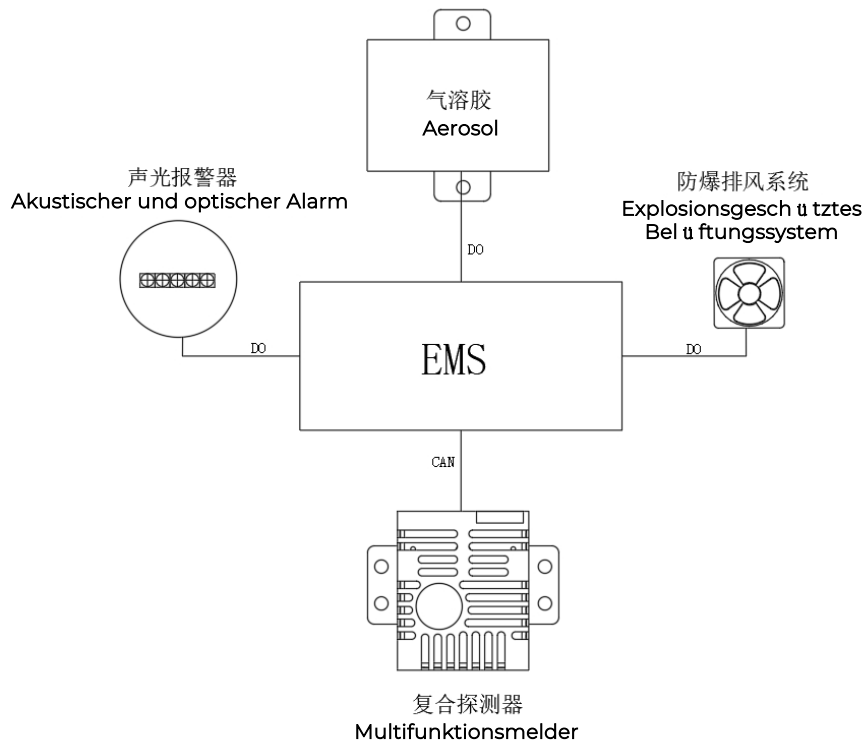 气溶胶
Aerosol
声光报警器
Akustischer und optischer Alarm
防爆排风系统
Explosionsgesch ü tztes
Bel ü ftungssystem
DO
DO
EMS
DO
CAN
复合探测器
Multifunktionsmelder